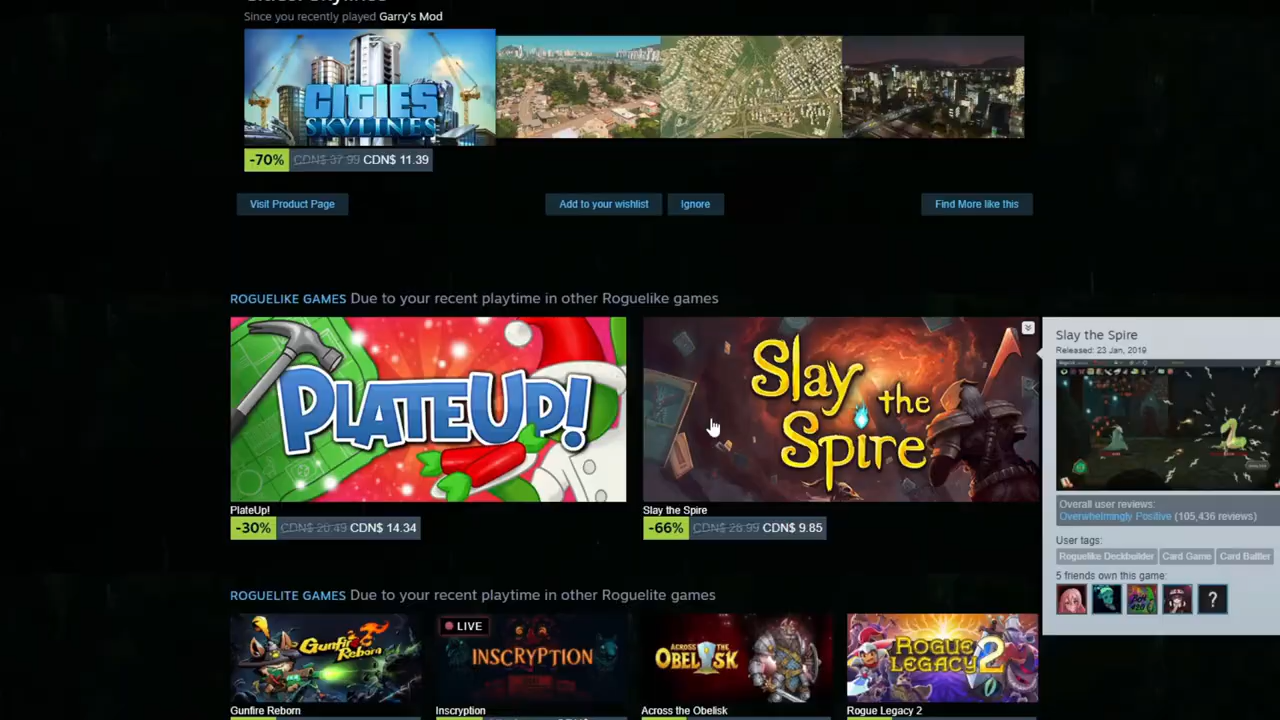 Cities: Skylines
Since you recently played Garry's Mod
CITIES
SKYLINES
-70% CDN$ 37.99 CDN$ 11.39
Visit Product Page
Add to your wishlist
Ignore
Find More like this
ROGUELIKE GAMES Due to your recent playtime in other Roguelike games
PLATEUP!
Slay
the
Spire
Slay the Spire
Released: 23 Jan, 2019
Overall user reviews:
Overwhelmingly Positive (105,436 reviews)
User tags:
Roguelike Deckbuilder Card Game Card Battler
5 friends own this game:
?
PlateUp!
-30% CDN$ 20.49 CDN$ 14.34
Slay the Spire
-66% CDN$ 28.99 CDN$ 9.85
ROGUELITE GAMES Due to your recent playtime in other Roguelite games
Gunfire
Reborn
LIVE
INSCRYPTION
ACROSS THE
OBELISK
ROGUE
LEGACY 2
Gunfire Reborn
Inscryption
Across the Obelisk
Rogue Legacy 2